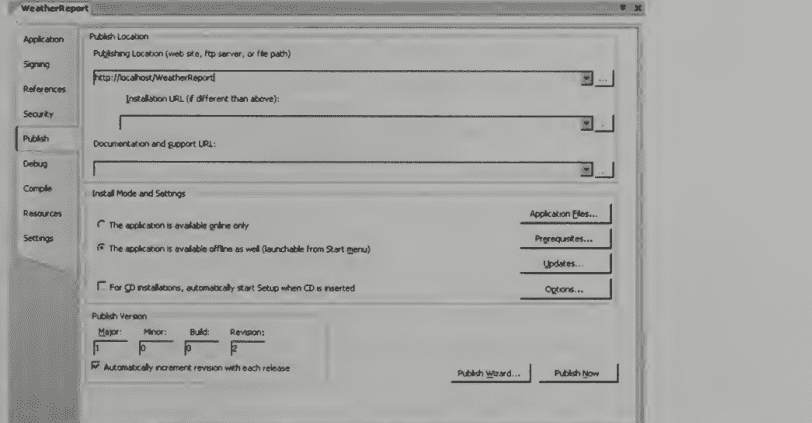 WeatherReport
Application
Signing
References
Security
Publish
Debug
Compile
Resources
Settings
Publish Location
Publishing Location (web site, ftp server, or file path)
http://localhost/WeatherReport
...
Installation URL (if different than above):
Documentation and support URL:
...
Install Mode and Settings
The application is available online only
The application is available offline as well (launchable from Start menu)
For CD installations, automatically start Setup when CD is inserted
Application Files...
Prerequisites...
Updates...
Options...
Publish Version
Major: Minor: Build: Revision:
1 0 0 2
Automatically increment revision with each release
Publish Wizard... Publish Now